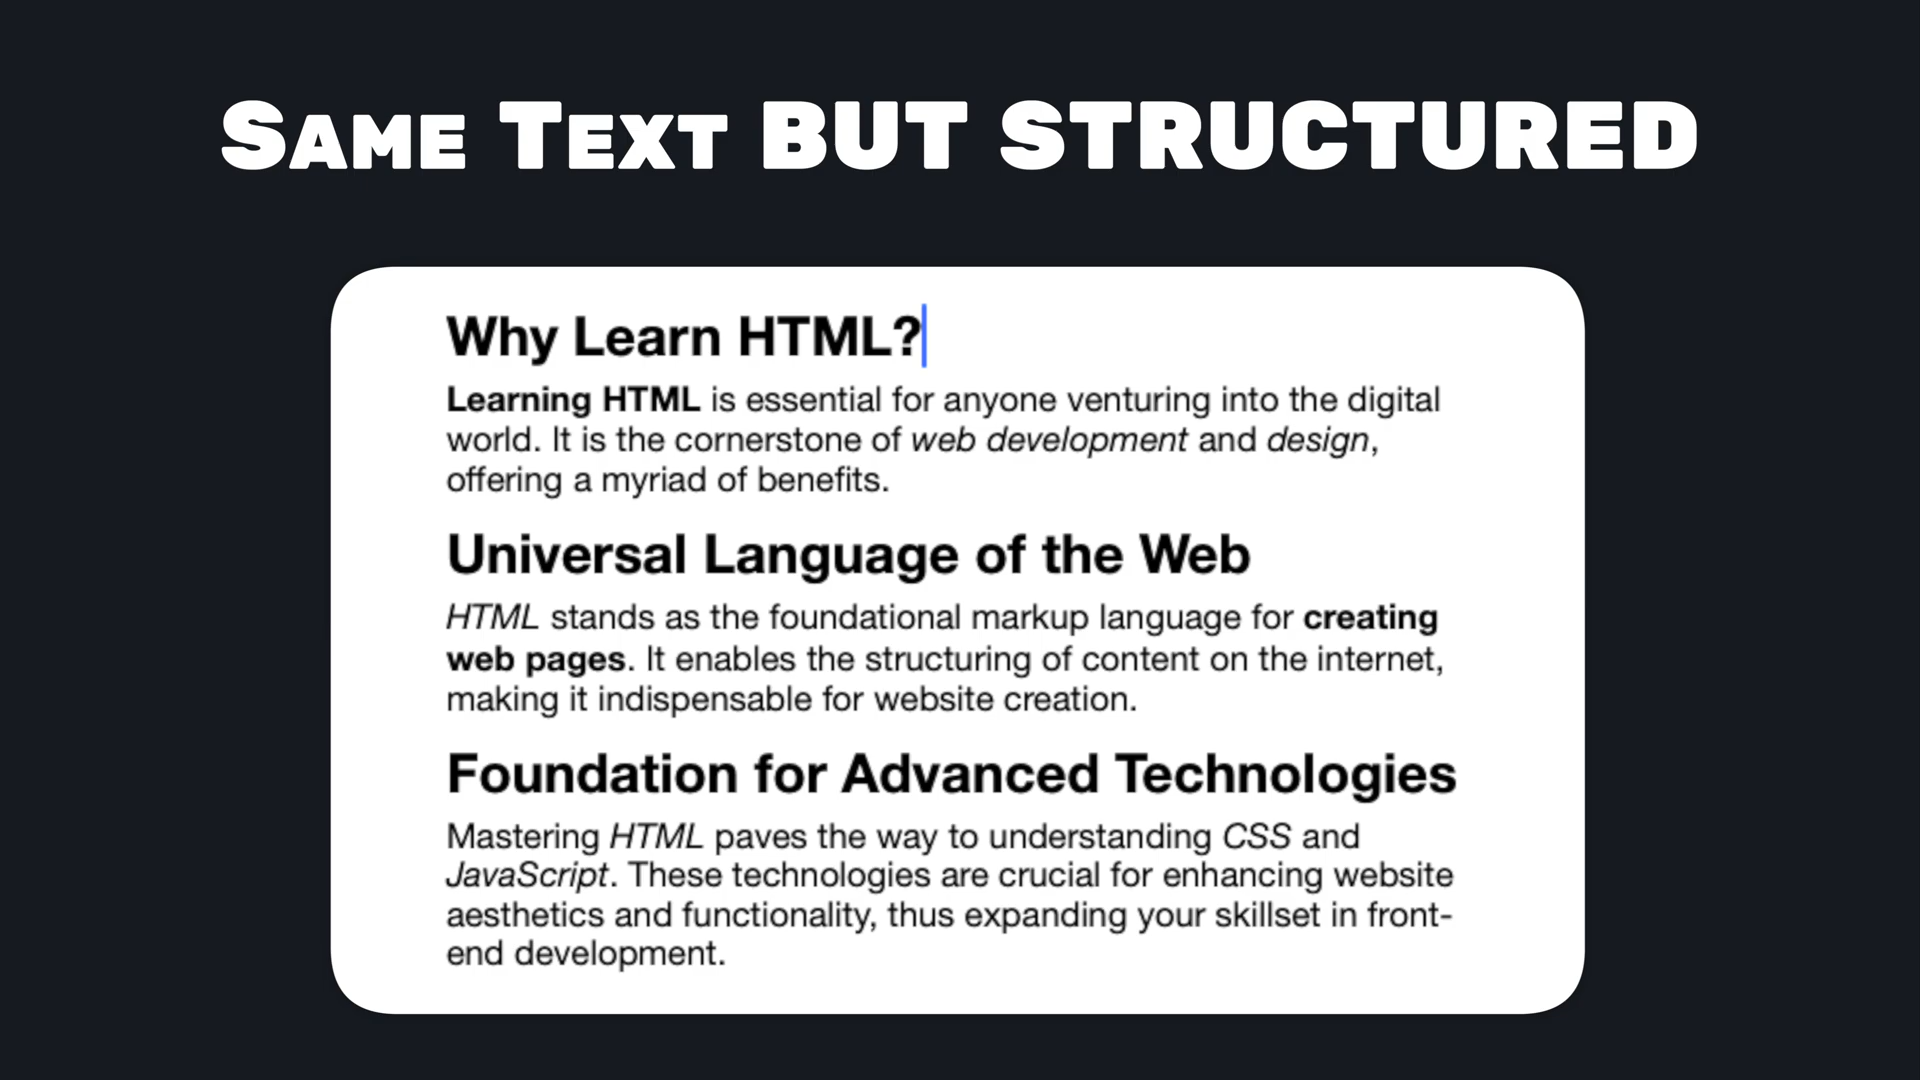 Same Text BUT STRUCTURED
Why Learn HTML?
Learning HTML is essential for anyone venturing into the digital
world. It is the cornerstone of web development and design,
offering a myriad of benefits.
Universal Language of the Web
HTML stands as the foundational markup language for creating
web pages. It enables the structuring of content on the internet,
making it indispensable for website creation.
Foundation for Advanced Technologies
Mastering HTML paves the way to understanding CSS and
JavaScript. These technologies are crucial for enhancing website
aesthetics and functionality, thus expanding your skillset in front-
end development.